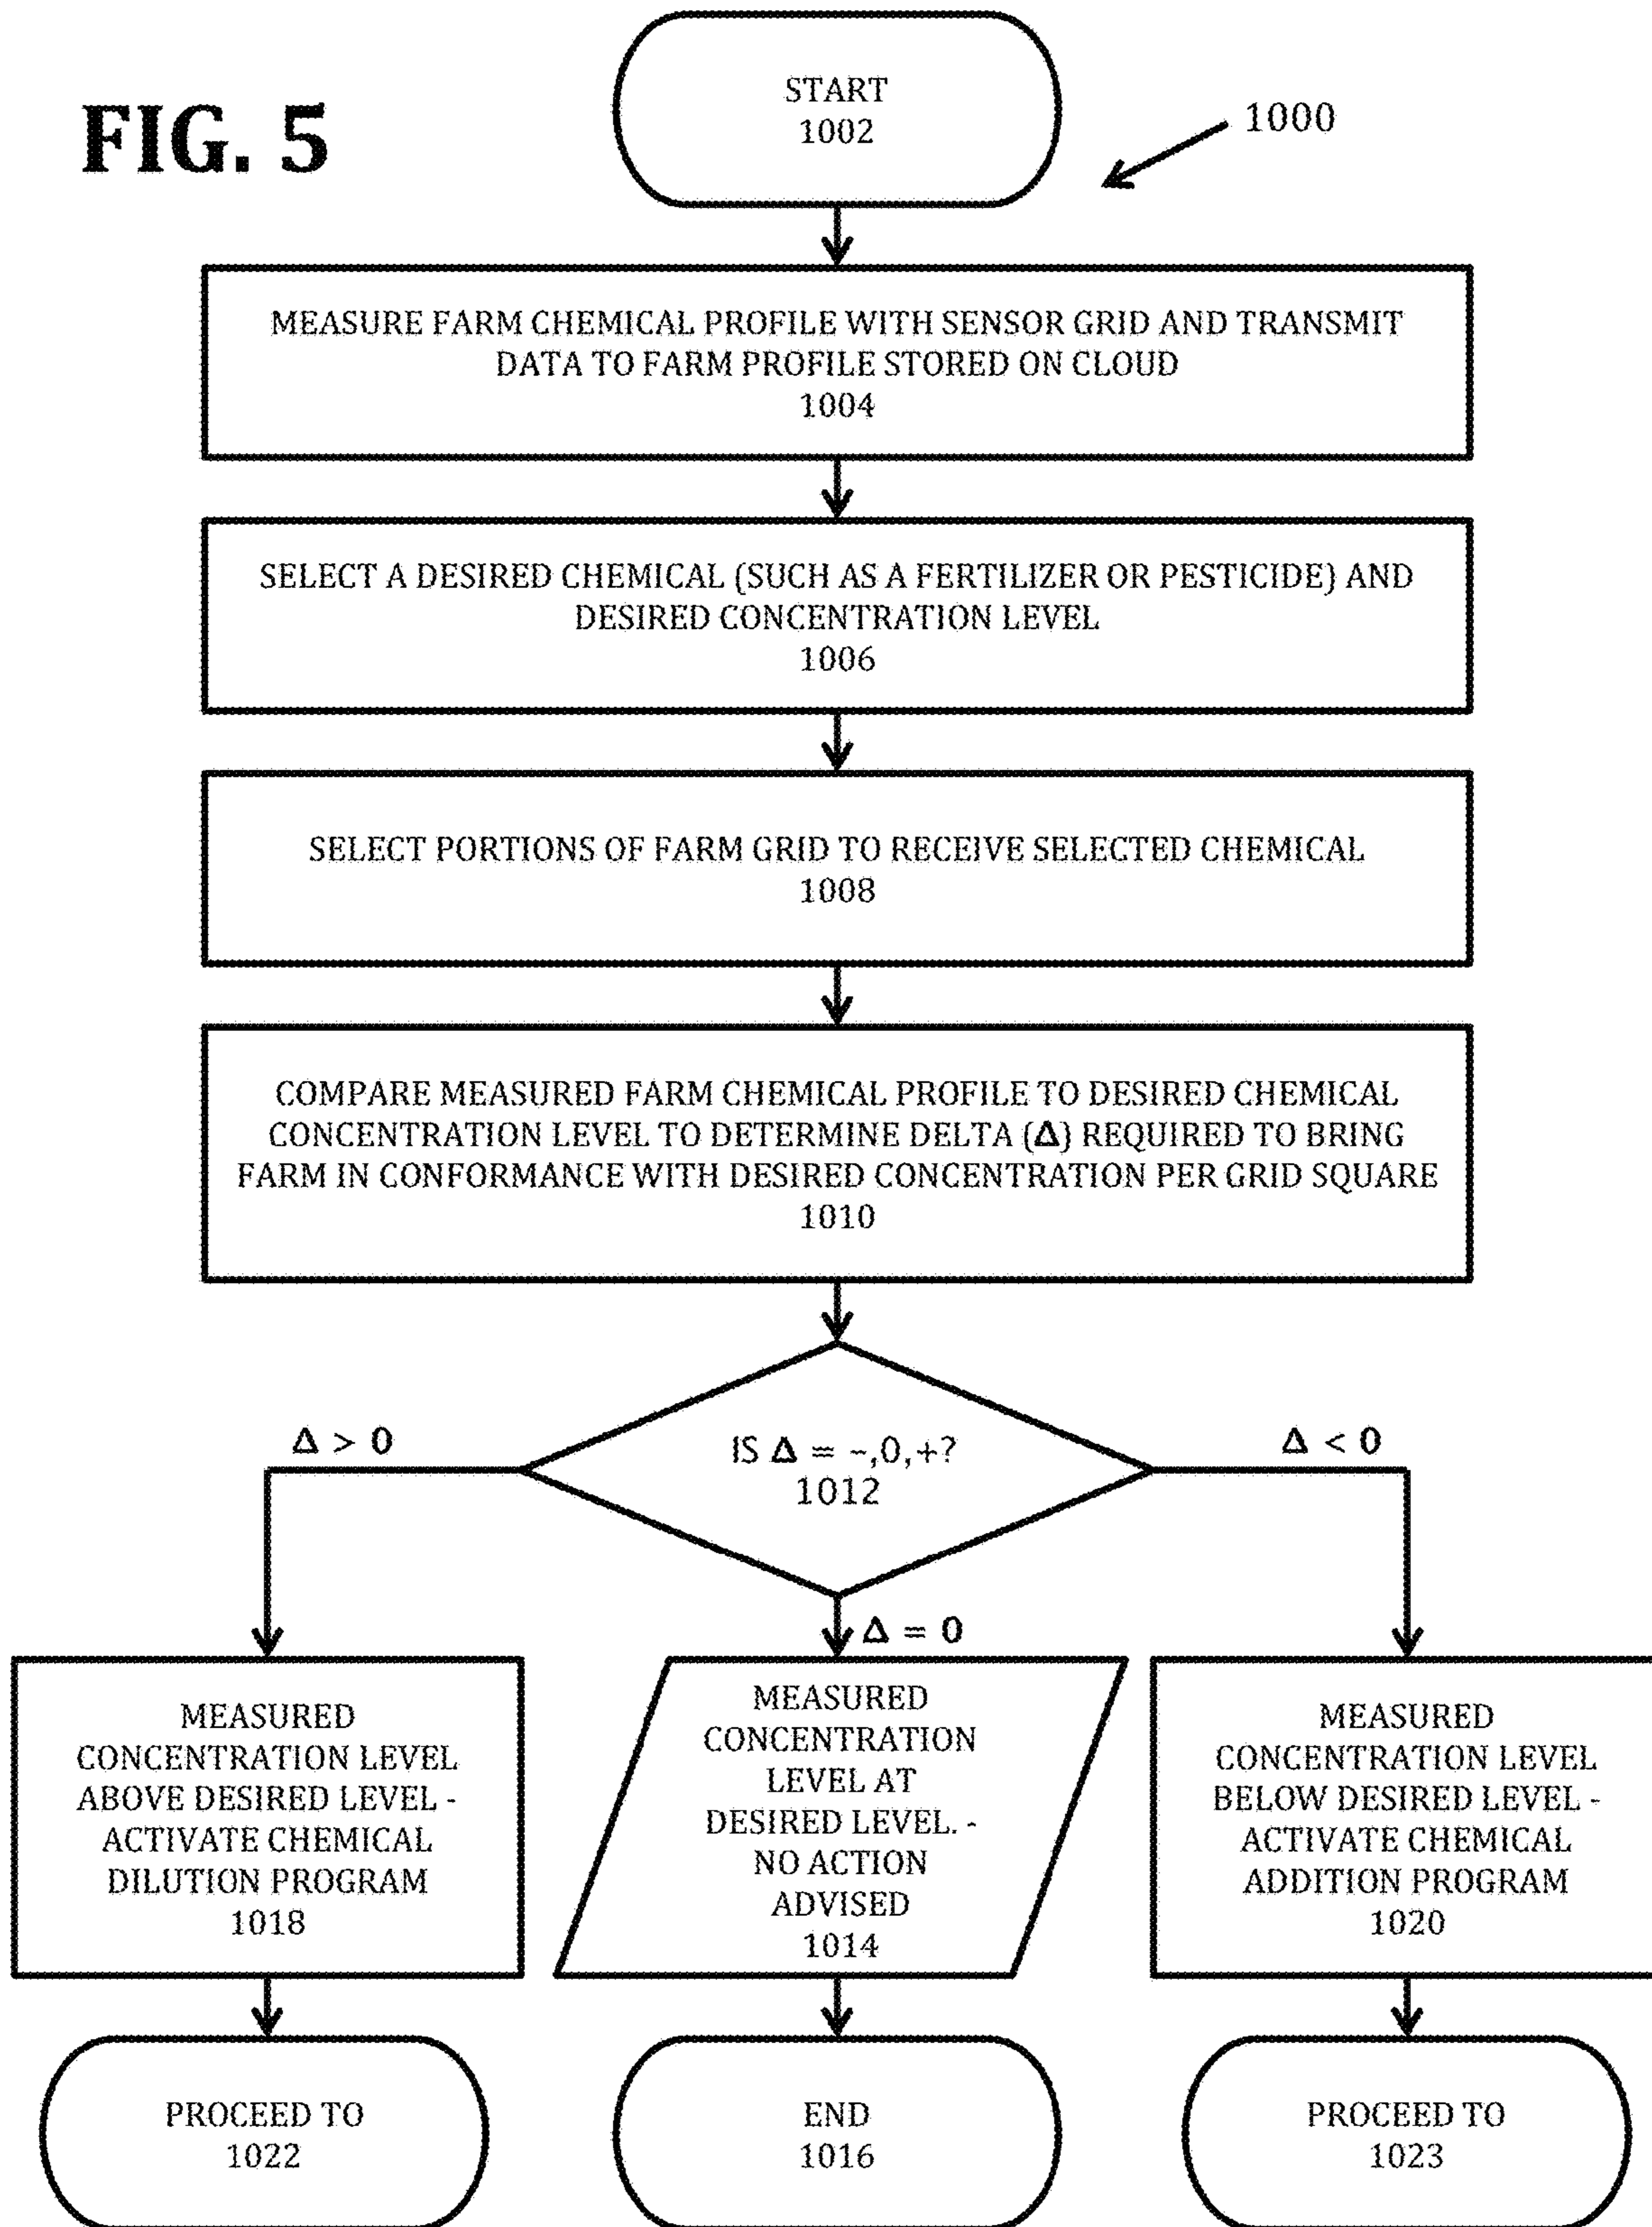 FIG. 5
START
1002
1000
MEASURE FARM CHEMICAL PROFILE WITH SENSOR GRID AND TRANSMIT
DATA TO FARM PROFILE STORED ON CLOUD
1004
SELECT A DESIRED CHEMICAL (SUCH AS A FERTILIZER OR PESTICIDE) AND
DESIRED CONCENTRATION LEVEL
1006
SELECT PORTIONS OF FARM GRID TO RECEIVE SELECTED CHEMICAL
1008
COMPARE MEASURED FARM CHEMICAL PROFILE TO DESIRED CHEMICAL
CONCENTRATION LEVEL TO DETERMINE DELTA (Δ) REQUIRED TO BRING
FARM IN CONFORMANCE WITH DESIRED CONCENTRATION PER GRID SQUARE
1010
IS Δ = -,0,+?
1012
Δ > 0
Δ = 0
Δ < 0
MEASURED
CONCENTRATION LEVEL
ABOVE DESIRED LEVEL -
ACTIVATE CHEMICAL
DILUTION PROGRAM
1018
MEASURED
CONCENTRATION
LEVEL AT
DESIRED LEVEL. -
NO ACTION
ADVISED
1014
MEASURED
CONCENTRATION LEVEL
BELOW DESIRED LEVEL -
ACTIVATE CHEMICAL
ADDITION PROGRAM
1020
PROCEED TO
1022
END
1016
PROCEED TO
1023